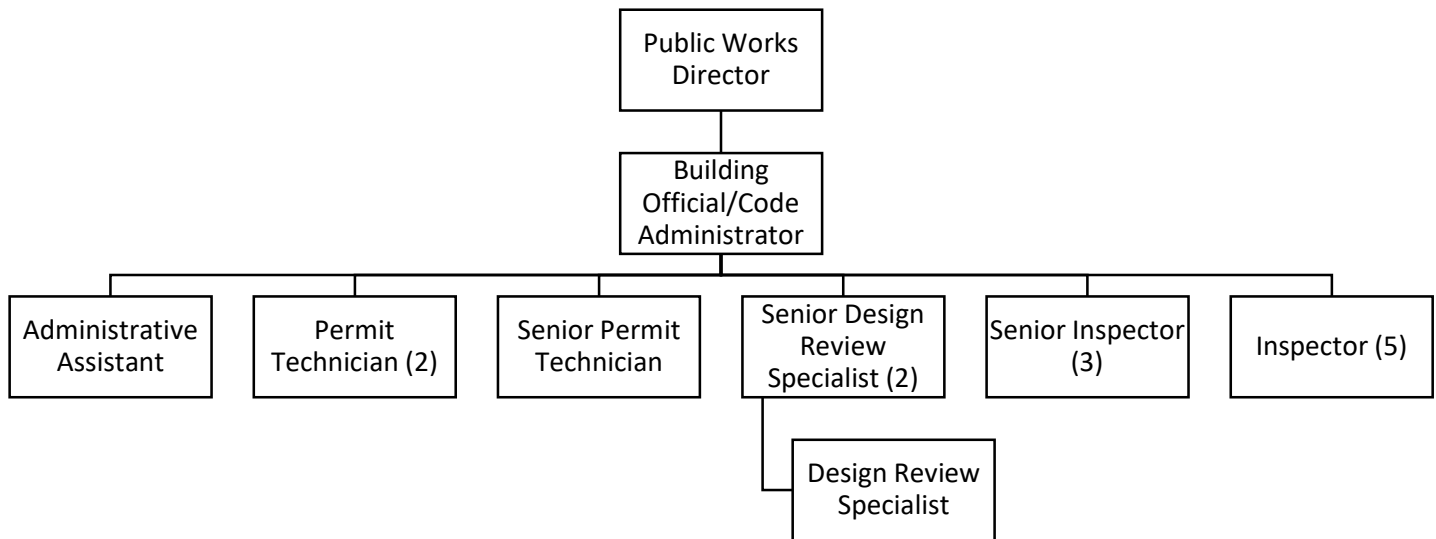 Public Works
Director
Building
Official/Code
Administrator
Administrative
Assistant
Permit
Technician (2)
Senior Permit
Technician
Senior Design
Review
Specialist (2)
Senior Inspector
(3)
Inspector (5)
Design Review
Specialist